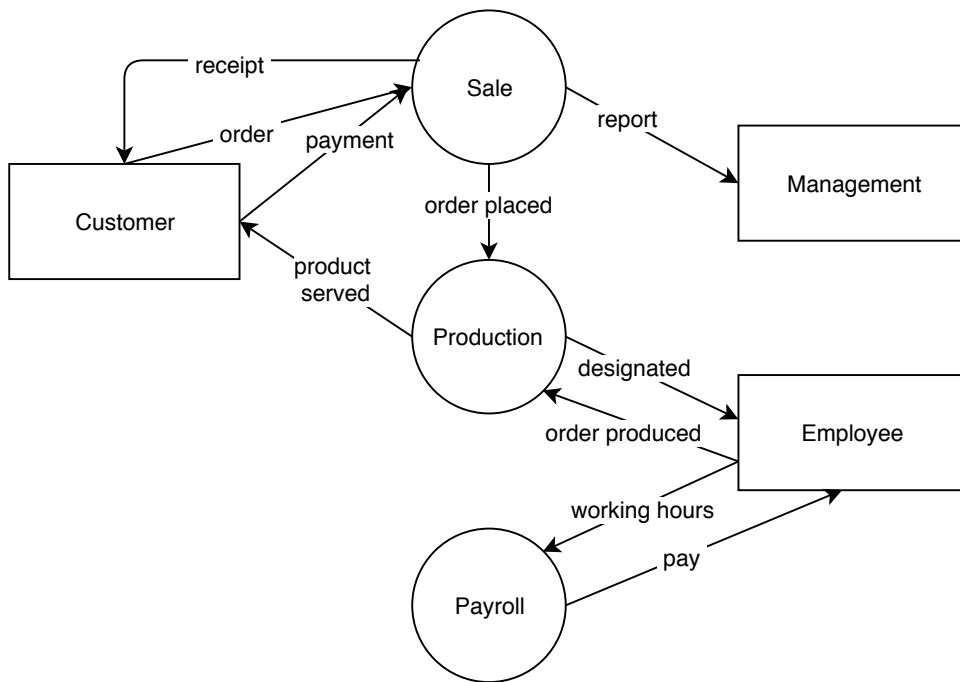 receipt
Sale
order
payment
report
Management
Customer
order placed
product
served
Production
designated
order produced
Employee
working hours
pay
Payroll